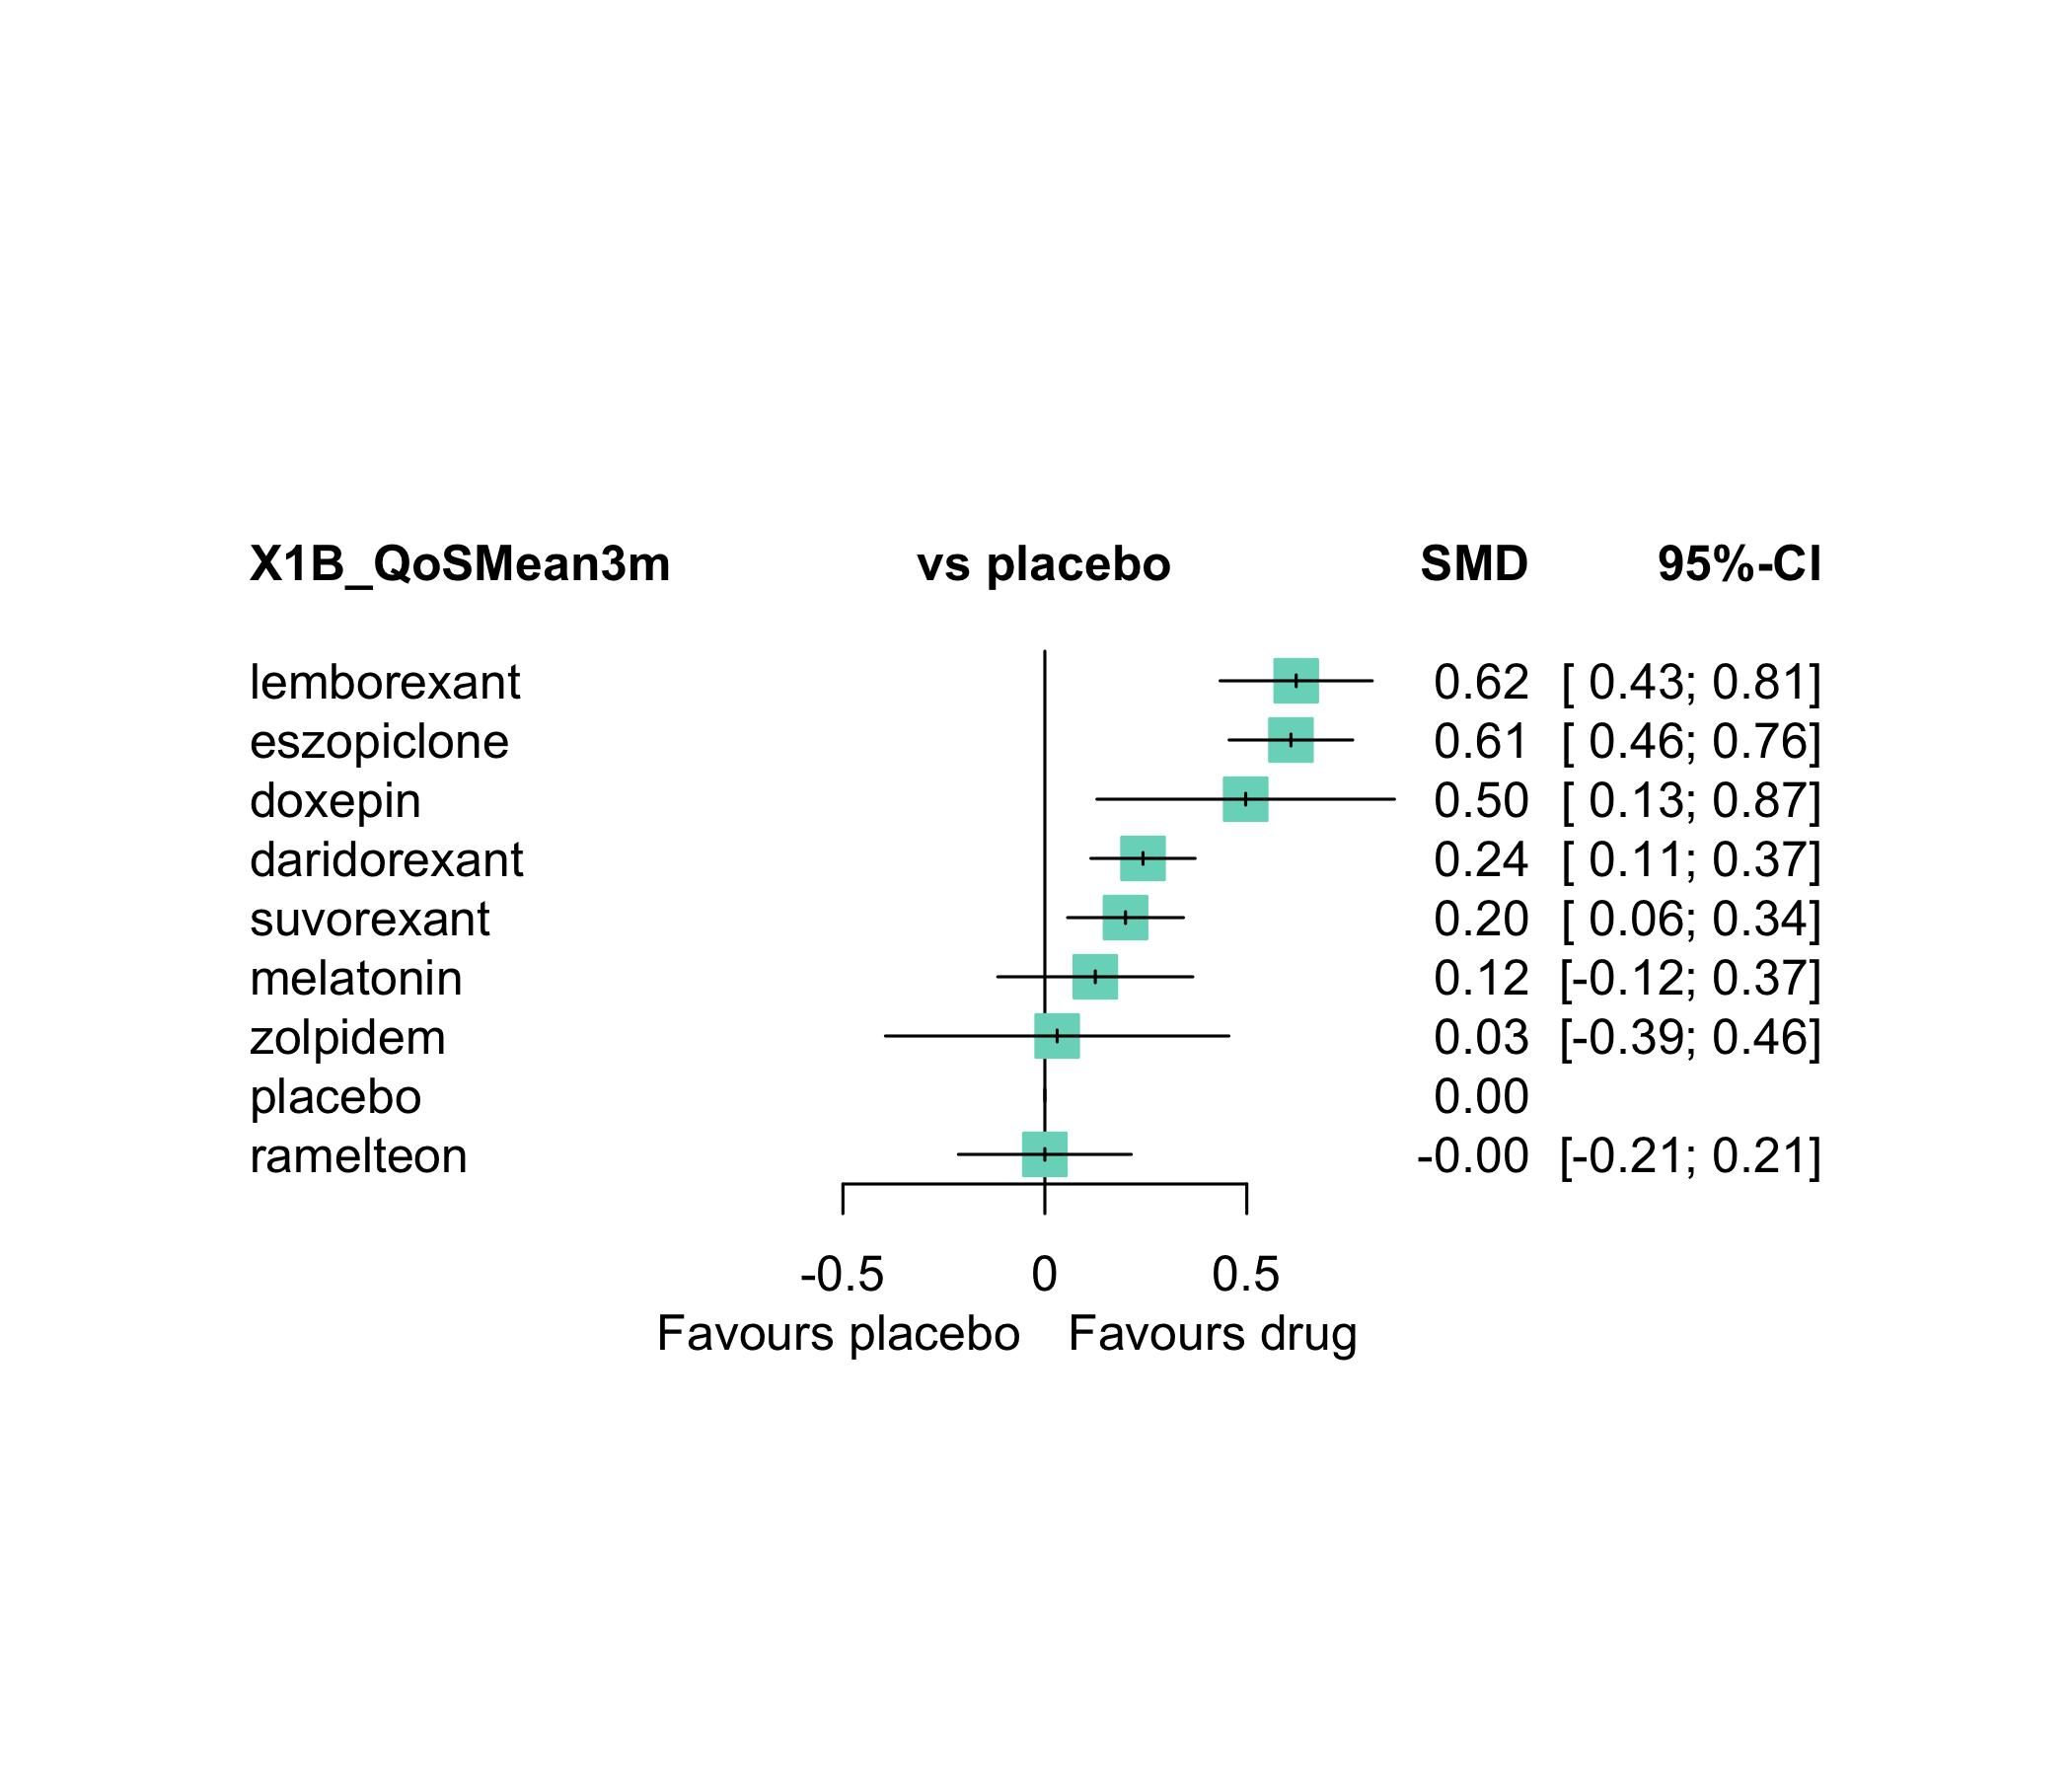 X1B_QoSMean3m vs placebo SMD 95%-CI
lemborexant 0.62 [ 0.43; 0.81]
eszopiclone 0.61 [ 0.46; 0.76]
doxepin 0.50 [ 0.13; 0.87]
daridorexant 0.24 [ 0.11; 0.37]
suvorexant 0.20 [ 0.06; 0.34]
melatonin 0.12 [-0.12; 0.37]
zolpidem 0.03 [-0.39; 0.46]
placebo 0.00
ramelteon -0.00 [-0.21; 0.21]
-0.5 0 0.5
Favours placebo Favours drug